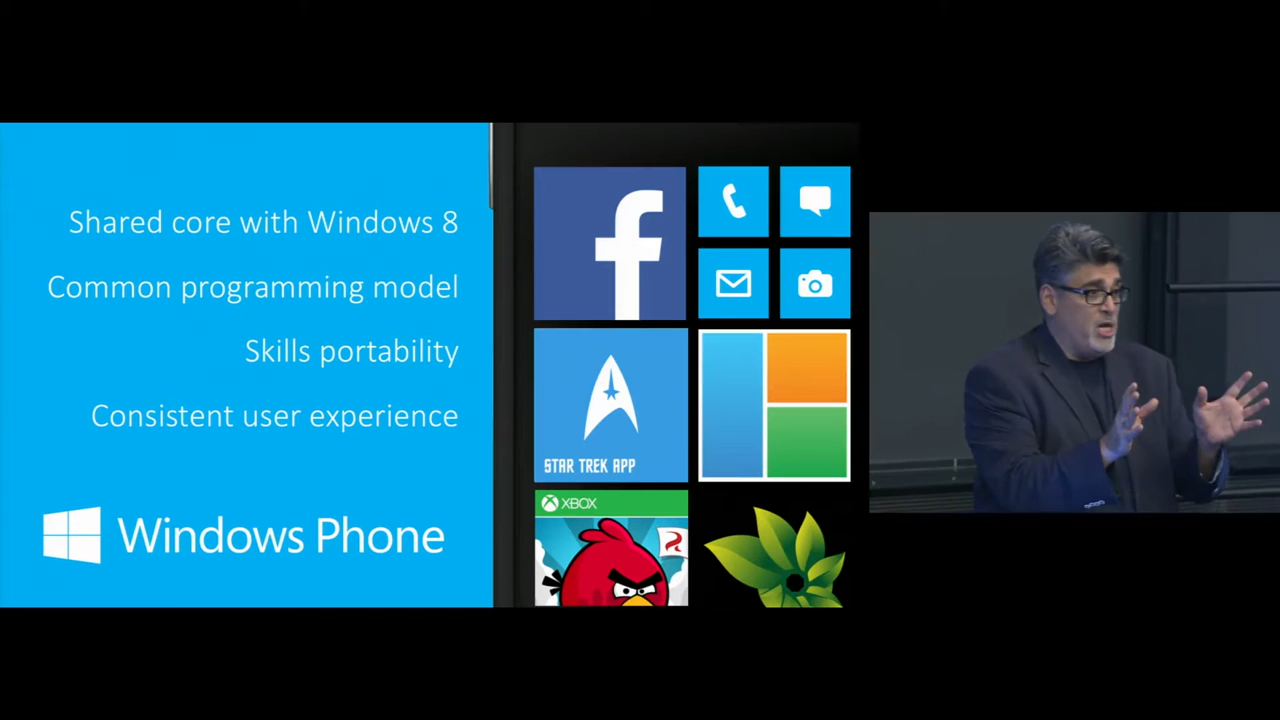 Shared core with Windows 8
Common programming model
Skills portability
Consistent user experience
Windows Phone
STAR TREK APP
XBOX